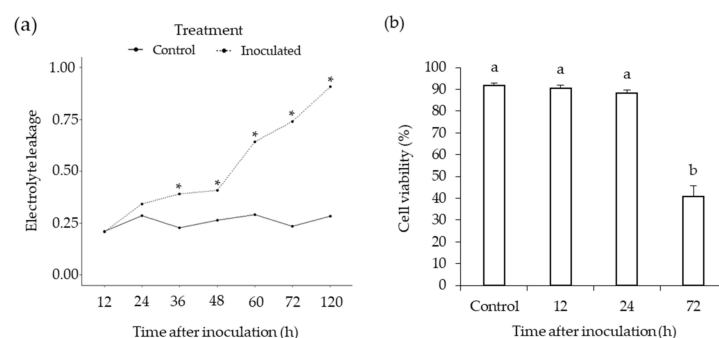 (a)
Treatment
Control Inoculated
1.00
0.75
0.50
0.25
0.00
Electrolyte leakage
* * * * *
12 24 36 48 60 72 120
Time after inoculation (h)
(b)
100
90
80
70
60
50
40
30
20
10
0
Cell viability (%)
a a a b
Control 12 24 72
Time after inoculation (h)